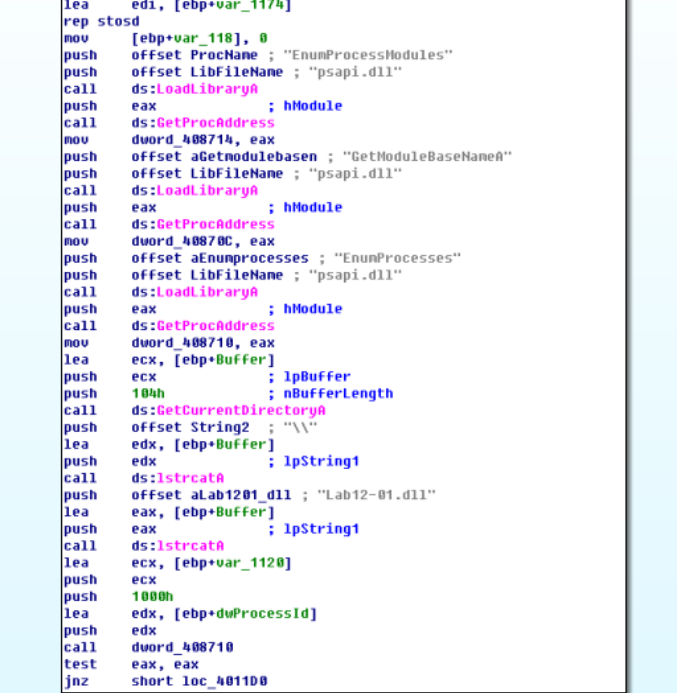 lea edi, [ebp+var_1174]
rep stosd
mov [ebp+var_118], 0
push offset ProcName ; "EnumProcessModules"
push offset LibFileName ; "psapi.dll"
call ds:LoadLibraryA
push eax ; hModule
call ds:GetProcAddress
mov dword_408714, eax
push offset aGetmodulebasen ; "GetModuleBaseNameA"
push offset LibFileName ; "psapi.dll"
call ds:LoadLibraryA
push eax ; hModule
call ds:GetProcAddress
mov dword_40870C, eax
push offset aEnumprocesses ; "EnumProcesses"
push offset LibFileName ; "psapi.dll"
call ds:LoadLibraryA
push eax ; hModule
call ds:GetProcAddress
mov dword_408710, eax
lea ecx, [ebp+Buffer]
push ecx ; lpBuffer
push 104h ; nBufferLength
call ds:GetCurrentDirectoryA
push offset String2 ; "\\"
lea edx, [ebp+Buffer]
push edx ; lpString1
call ds:lstrcatA
push offset aLab1201_dll ; "Lab12-01.dll"
lea eax, [ebp+Buffer]
push eax ; lpString1
call ds:lstrcatA
lea ecx, [ebp+var_1120]
push ecx
push 1000h
lea edx, [ebp+dwProcessId]
push edx
call dword_408710
test eax, eax
jnz short loc_4011D0